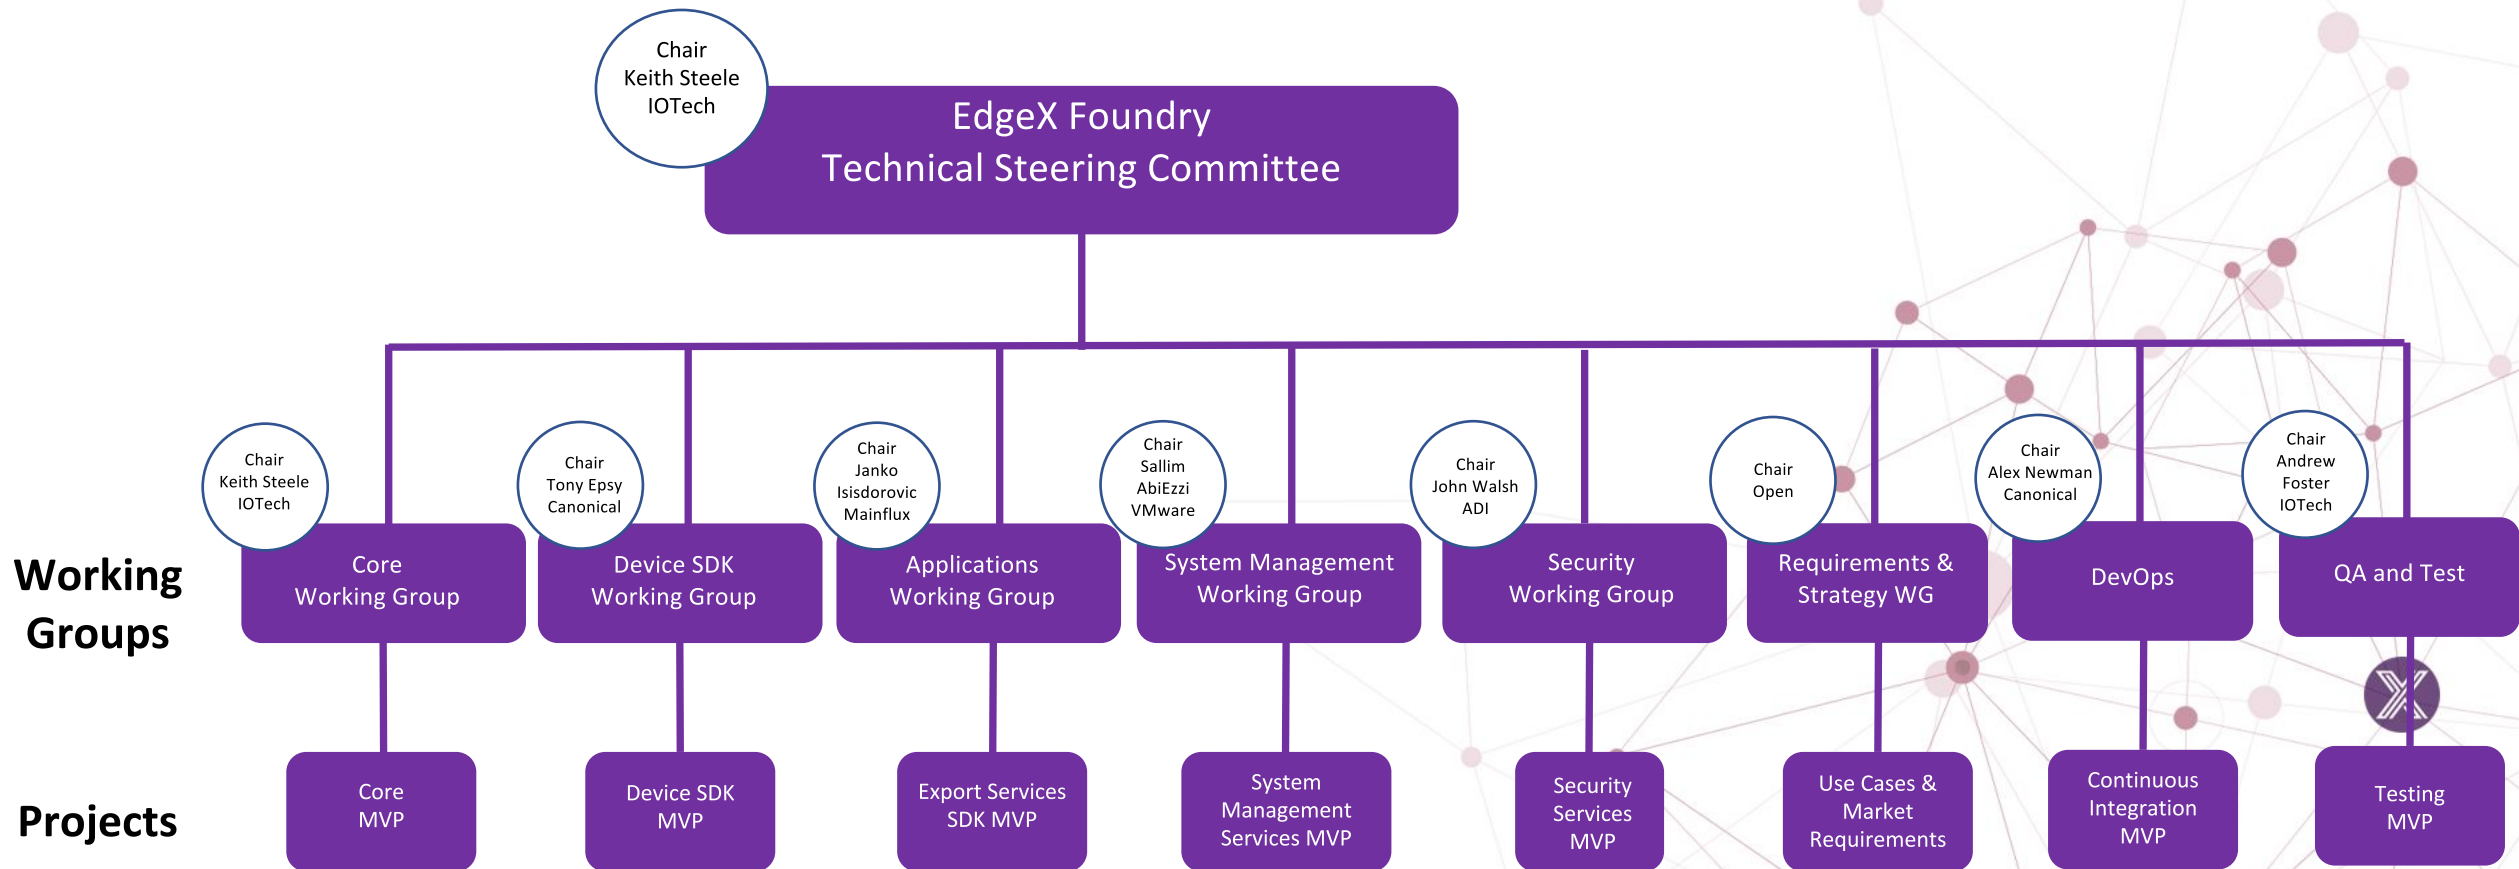 Chair
Keith Steele
IOTech
EdgeX Foundry
Technical Steering Committee
Working
Groups
Chair
Keith Steele
IOTech
Core
Working Group
Chair
Tony Epsy
Canonical
Device SDK
Working Group
Chair
Janko
Isisdorovic
Mainflux
Applications
Working Group
Chair
Sallim
AbiEzzi
VMware
System Management
Working Group
Chair
John Walsh
ADI
Security
Working Group
Chair
Open
Requirements &
Strategy WG
Chair
Alex Newman
Canonical
DevOps
Chair
Andrew
Foster
IOTech
QA and Test
Projects
Core
MVP
Device SDK
MVP
Export Services
SDK MVP
System
Management
Services MVP
Security
Services
MVP
Use Cases &
Market
Requirements
Continuous
Integration
MVP
Testing
MVP